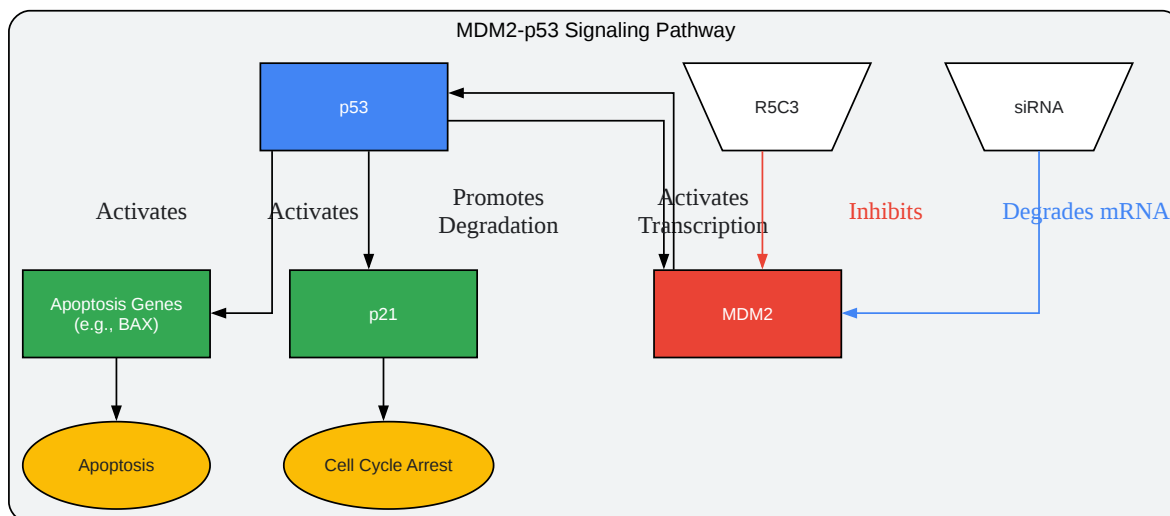 MDM2-p53 Signaling Pathway
p53
R5C3
siRNA
Activates
Activates
Promotes
Degradation
Activates
Transcription
Inhibits
Degrades mRNA
Apoptosis Genes
(e.g., BAX)
p21
MDM2
Apoptosis
Cell Cycle Arrest